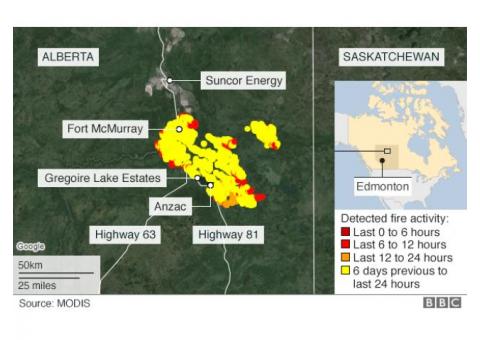 ALBERTA
SASKATCHEWAN
Suncor Energy
Fort McMurray
Gregoire Lake Estates
Anzac
Highway 63
Highway 81
Edmonton
Detected fire activity:
Last 0 to 6 hours
Last 6 to 12 hours
Last 12 to 24 hours
6 days previous to
last 24 hours
Google
50km
25 miles
Source: MODIS
BBC